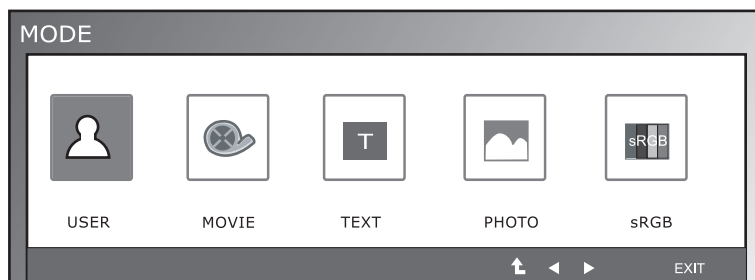 MODE
T
sRGB
USER MOVIE TEXT PHOTO sRGB
EXIT